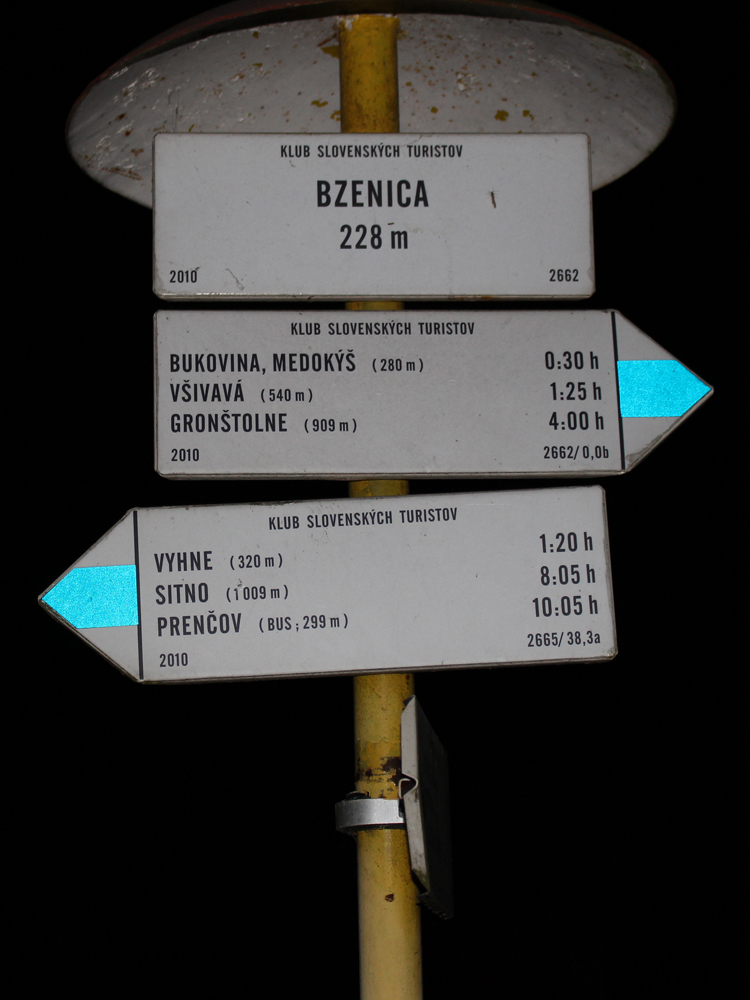 KLUB SLOVENSKÝCH TURISTOV
BZENICA
228 m
2010 2662
KLUB SLOVENSKÝCH TURISTOV
BUKOVINA, MEDOKÝŠ (280 m) 0:30 h
VŠIVAVÁ (540 m) 1:25 h
GRONŠTOLNE (909 m) 4:00 h
2010 2662/0,0b
KLUB SLOVENSKÝCH TURISTOV
VYHNE (320 m) 1:20 h
SITNO (1 009 m) 8:05 h
PRENČOV (BUS; 299 m) 10:05 h
2010 2665/38,3a